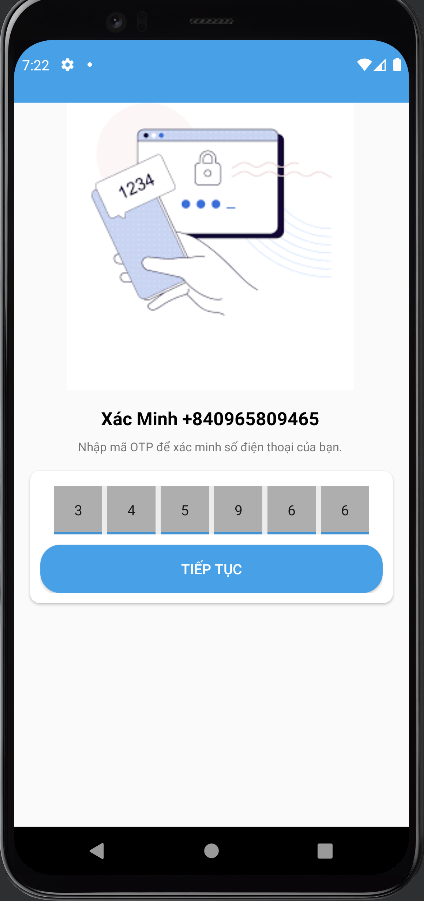 7:22
1234
Xác Minh +840965809465
Nhập mã OTP để xác minh số điện thoại của bạn.
3 4 5 9 6 6
TIẾP TỤC